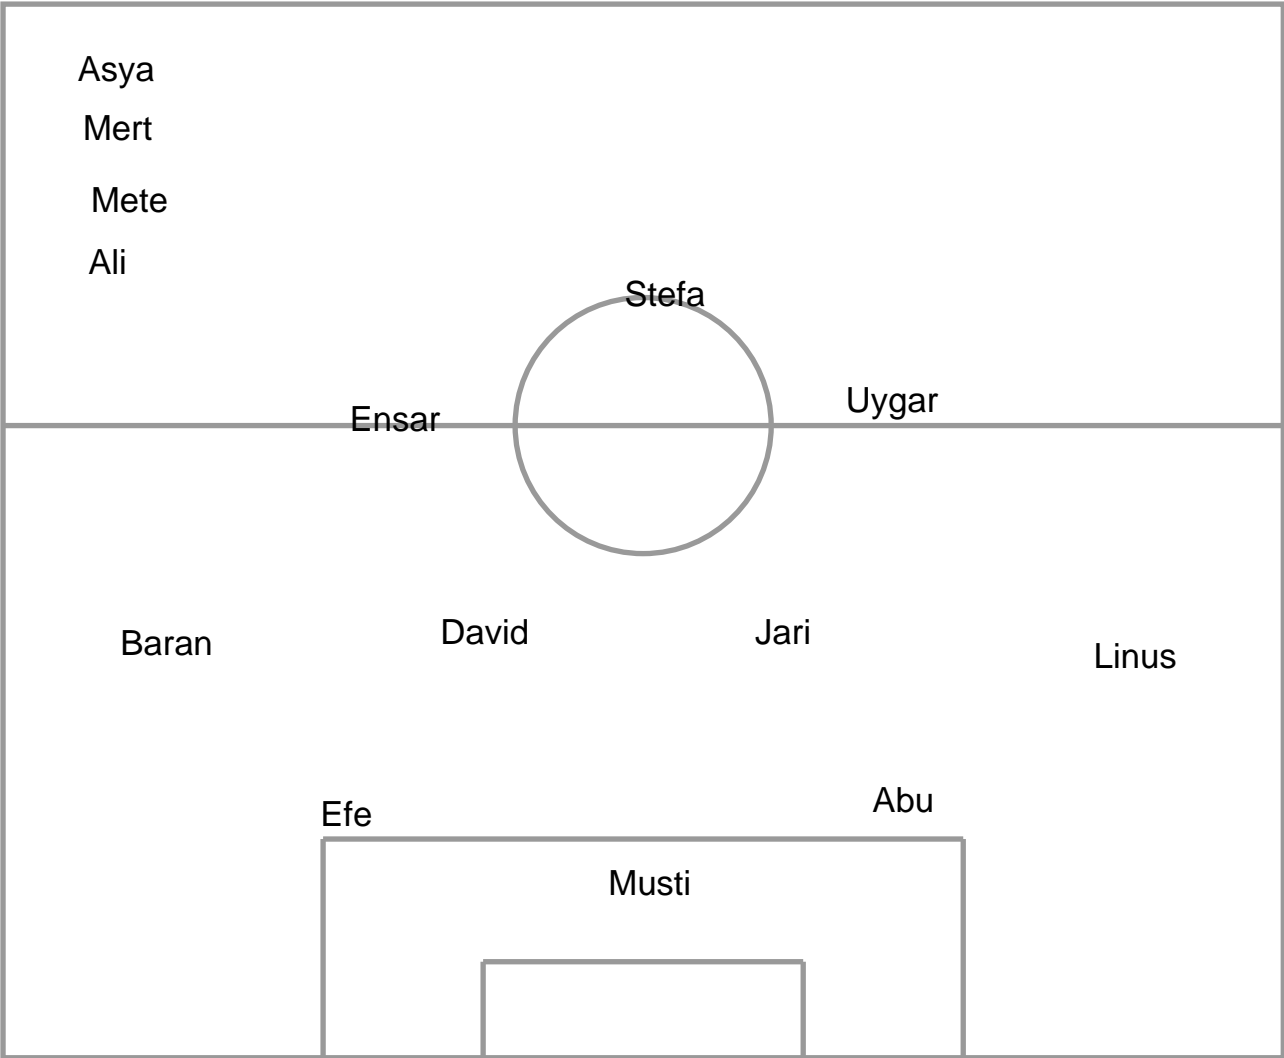 Asya
Mert
Mete
Ali
Stefa
Uygar
Ensar
David
Jari
Baran
Linus
Abu
Efe
Musti